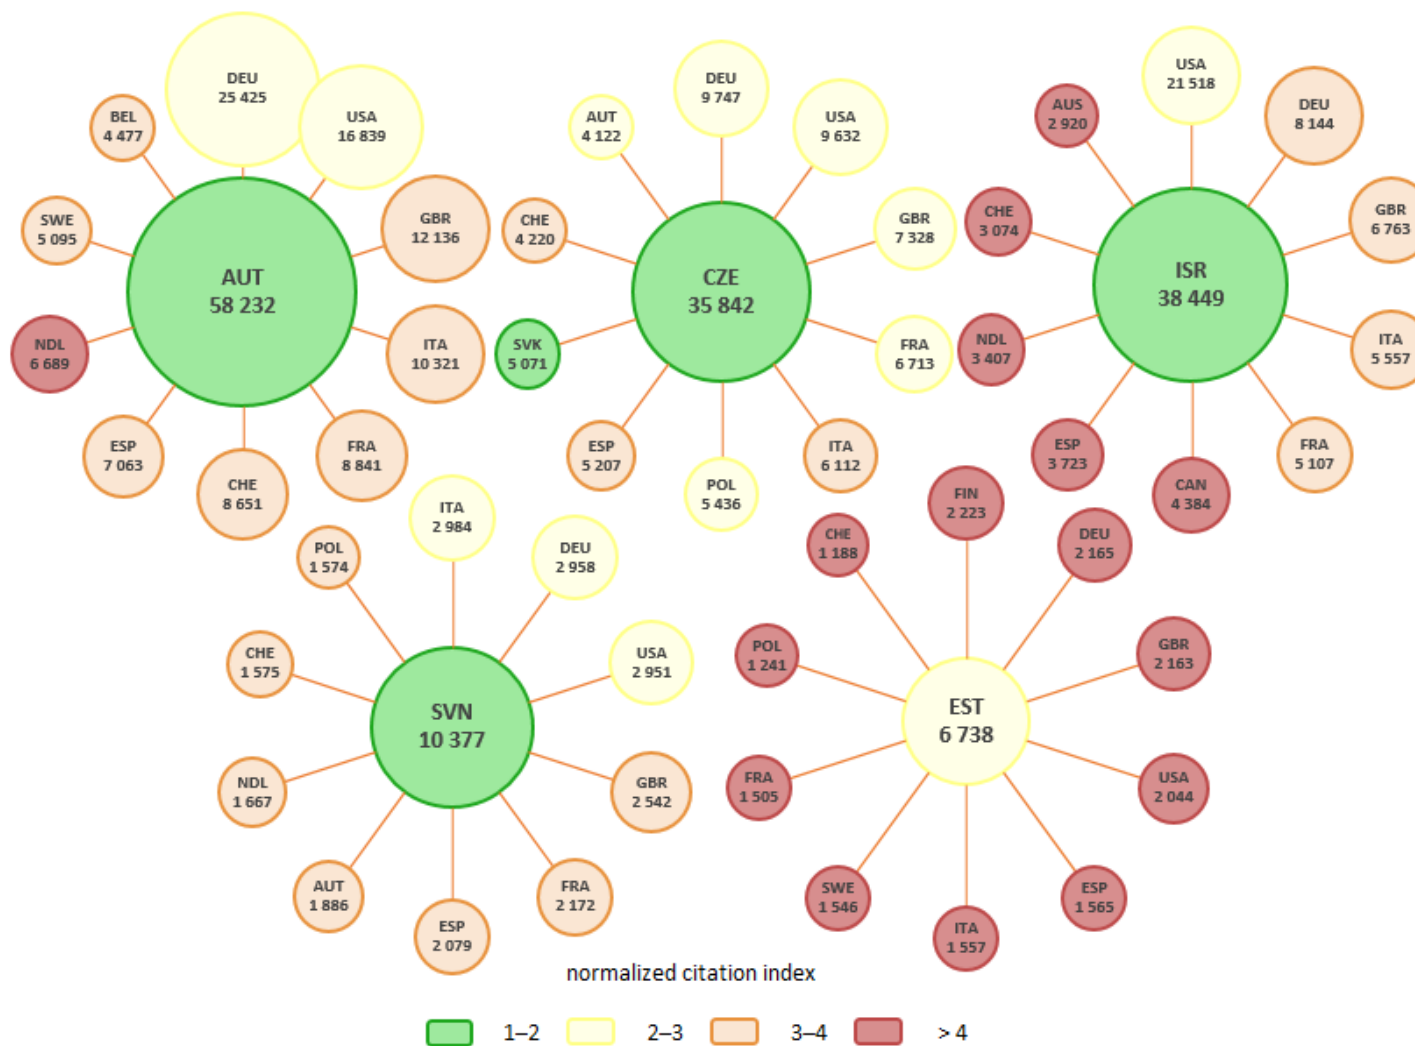 DEU
25 425
USA
16 839
BEL
4 477
SWE
5 095
GBR
12 136
AUT
58 232
NDL
6 689
ITA
10 321
ESP
7 063
CHE
8 651
FRA
8 841
DEU
9 747
AUT
4 122
USA
9 632
CHE
4 220
GBR
7 328
CZE
35 842
SVK
5 071
FRA
6 713
ESP
5 207
POL
5 436
ITA
6 112
USA
21 518
AUS
2 920
DEU
8 144
CHE
3 074
GBR
6 763
ISR
38 449
NDL
3 407
ITA
5 557
ESP
3 723
CAN
4 384
FRA
5 107
ITA
2 984
POL
1 574
DEU
2 958
CHE
1 575
USA
2 951
SVN
10 377
NDL
1 667
GBR
2 542
AUT
1 886
ESP
2 079
FRA
2 172
FIN
2 223
CHE
1 188
DEU
2 165
POL
1 241
GBR
2 163
EST
6 738
FRA
1 505
USA
2 044
SWE
1 546
ITA
1 557
ESP
1 565
normalized citation index
1–2
2–3
3–4
> 4